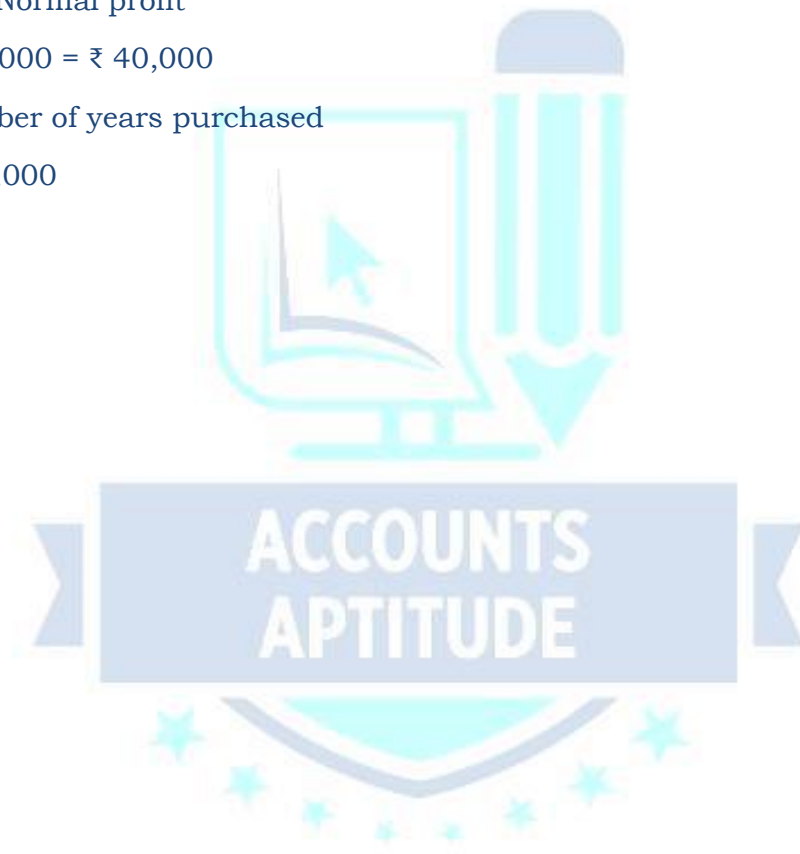 Normal profit
000 = ₹ 40,000
ber of years purchased
000
ACCOUNTS
APTITUDE